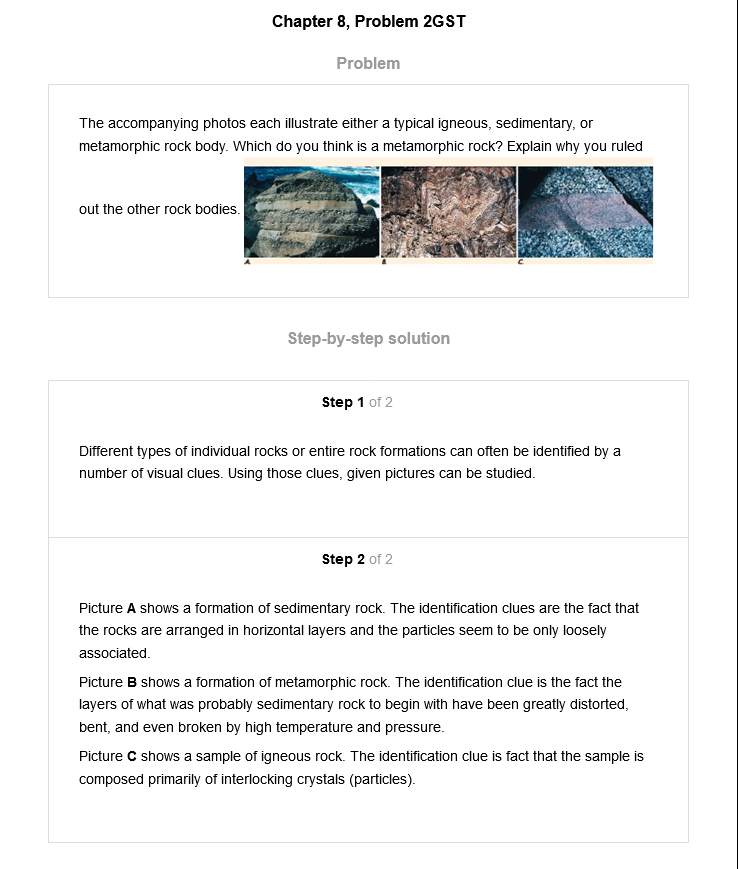 Chapter 8, Problem 2GST
Problem
The accompanying photos each illustrate either a typical igneous, sedimentary, or
metamorphic rock body. Which do you think is a metamorphic rock? Explain why you ruled
out the other rock bodies.
A B C
Step-by-step solution
Step 1 of 2
Different types of individual rocks or entire rock formations can often be identified by a
number of visual clues. Using those clues, given pictures can be studied.
Step 2 of 2
Picture A shows a formation of sedimentary rock. The identification clues are the fact that
the rocks are arranged in horizontal layers and the particles seem to be only loosely
associated.
Picture B shows a formation of metamorphic rock. The identification clue is the fact the
layers of what was probably sedimentary rock to begin with have been greatly distorted,
bent, and even broken by high temperature and pressure.
Picture C shows a sample of igneous rock. The identification clue is fact that the sample is
composed primarily of interlocking crystals (particles).